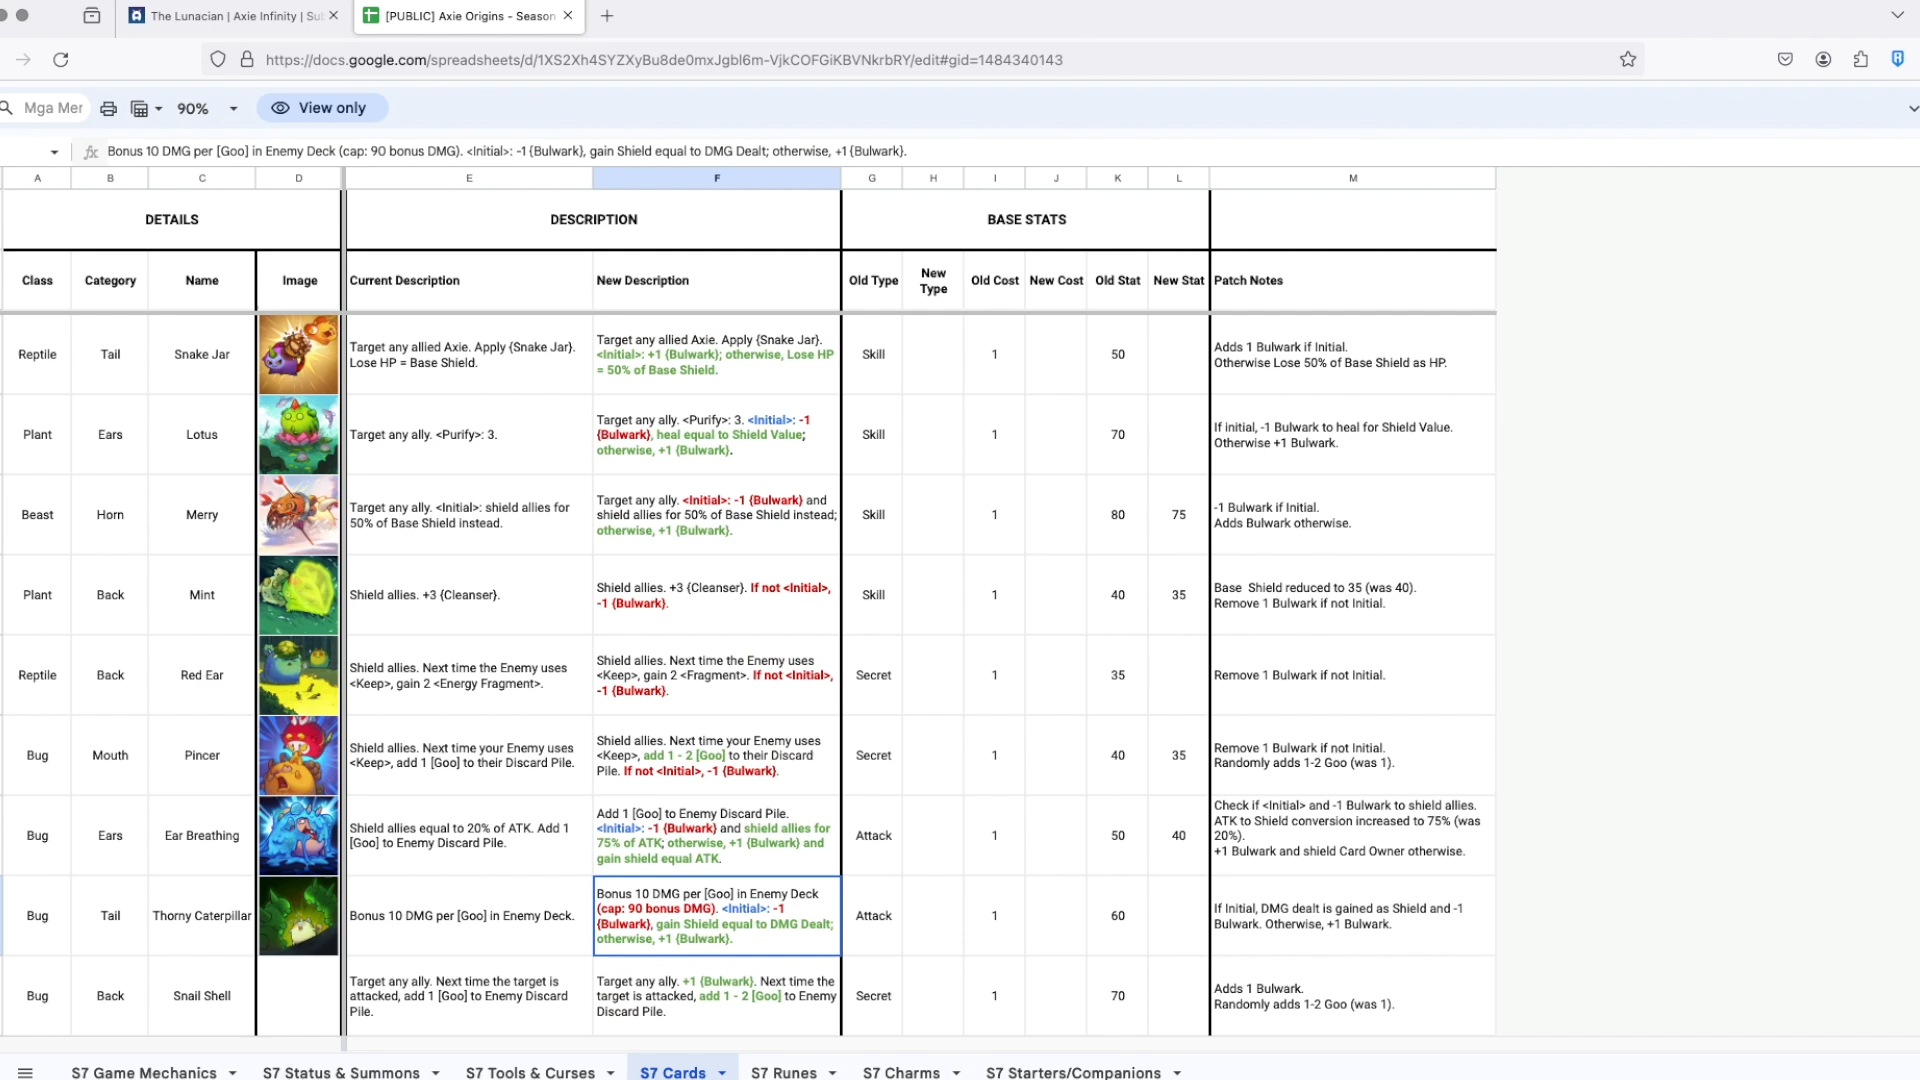 The Lunacian | Axie Infinity | Su
[PUBLIC] Axie Origins - Season
https://docs.google.com/spreadsheets/d/1XS2Xh4SYZXyBu8de0mxJgbl6m-VjkCOFGiKBVNkrbRY/edit#gid=1484340143
Mga Mer
90%
View only
fx Bonus 10 DMG per [Goo] in Enemy Deck (cap: 90 bonus DMG). <Initial>: -1 {Bulwark}, gain Shield equal to DMG Dealt; otherwise, +1 {Bulwark}.
A B C D E F G H I J K L M
DETAILS DESCRIPTION BASE STATS
Class Category Name Image Current Description New Description Old Type New Type Old Cost New Cost Old Stat New Stat Patch Notes
Reptile Tail Snake Jar
Target any allied Axie. Apply {Snake Jar}.
Lose HP = Base Shield.
Target any allied Axie. Apply {Snake Jar}.
<Initial>: +1 {Bulwark}; otherwise, Lose HP
= 50% of Base Shield.
Skill 1 50
Adds 1 Bulwark if Initial.
Otherwise Lose 50% of Base Shield as HP.
Plant Ears Lotus
Target any ally. <Purify>: 3.
Target any ally. <Purify>: 3. <Initial>: -1
{Bulwark}, heal equal to Shield Value;
otherwise, +1 {Bulwark}.
Skill 1 70
If initial, -1 Bulwark to heal for Shield Value.
Otherwise +1 Bulwark.
Beast Horn Merry
Target any ally. <Initial>: shield allies for
50% of Base Shield instead.
Target any ally. <Initial>: -1 {Bulwark} and
shield allies for 50% of Base Shield instead;
otherwise, +1 {Bulwark}.
Skill 1 80 75
-1 Bulwark if Initial.
Adds Bulwark otherwise.
Plant Back Mint
Shield allies. +3 {Cleanser}.
Shield allies. +3 {Cleanser}. If not <Initial>,
-1 {Bulwark}.
Skill 1 40 35
Base  Shield reduced to 35 (was 40).
Remove 1 Bulwark if not Initial.
Reptile Back Red Ear
Shield allies. Next time the Enemy uses
<Keep>, gain 2 <Energy Fragment>.
Shield allies. Next time the Enemy uses
<Keep>, gain 2 <Fragment>. If not <Initial>,
-1 {Bulwark}.
Secret 1 35
Remove 1 Bulwark if not Initial.
Bug Mouth Pincer
Shield allies. Next time your Enemy uses
<Keep>, add 1 [Goo] to their Discard Pile.
Shield allies. Next time your Enemy uses
<Keep>, add 1 - 2 [Goo] to their Discard
Pile. If not <Initial>, -1 {Bulwark}.
Secret 1 40 35
Remove 1 Bulwark if not Initial.
Randomly adds 1-2 Goo (was 1).
Bug Ears Ear Breathing
Shield allies equal to 20% of ATK. Add 1
[Goo] to Enemy Discard Pile.
Add 1 [Goo] to Enemy Discard Pile.
<Initial>: -1 {Bulwark} and shield allies for
75% of ATK; otherwise, +1 {Bulwark} and
gain shield equal ATK.
Attack 1 50 40
Check if <Initial> and -1 Bulwark to shield allies.
ATK to Shield conversion increased to 75% (was
20%).
+1 Bulwark and shield Card Owner otherwise.
Bug Tail Thorny Caterpillar
Bonus 10 DMG per [Goo] in Enemy Deck.
Bonus 10 DMG per [Goo] in Enemy Deck
(cap: 90 bonus DMG). <Initial>: -1
{Bulwark}, gain Shield equal to DMG Dealt;
otherwise, +1 {Bulwark}.
Attack 1 60
If Initial, DMG dealt is gained as Shield and -1
Bulwark. Otherwise, +1 Bulwark.
Bug Back Snail Shell
Target any ally. Next time the target is
attacked, add 1 [Goo] to Enemy Discard
Pile.
Target any ally. +1 {Bulwark}. Next time the
target is attacked, add 1 - 2 [Goo] to Enemy
Discard Pile.
Secret 1 70
Adds 1 Bulwark.
Randomly adds 1-2 Goo (was 1).
S7 Game Mechanics S7 Status & Summons S7 Tools & Curses S7 Cards S7 Runes S7 Charms S7 Starters/Companions